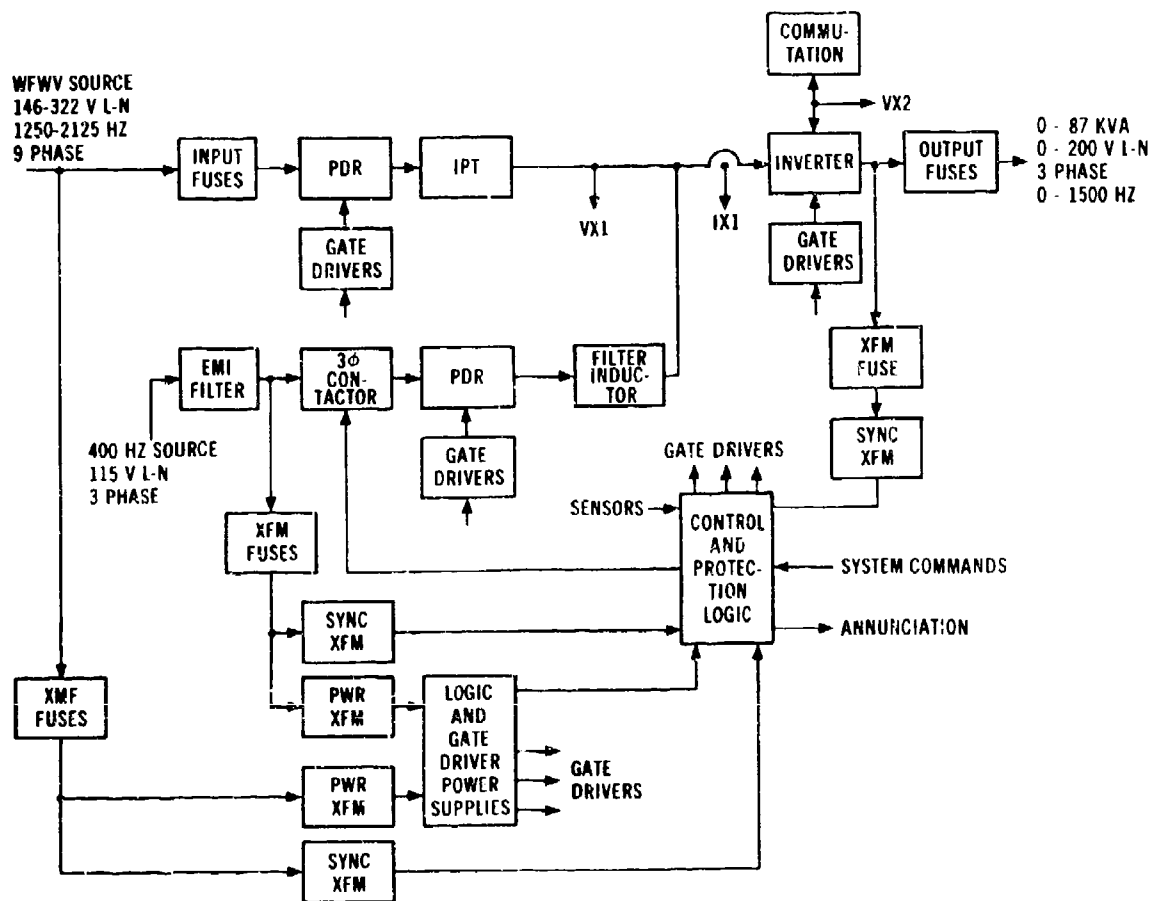 COMMU-
TATION
WFWV SOURCE
146-322 V L-N
1250-2125 HZ
9 PHASE
VX2
0 - 87 KVA
0 - 200 V L-N
3 PHASE
0 - 1500 HZ
INPUT
FUSES
PDR
IPT
INVERTER
OUTPUT
FUSES
VX1
IX1
GATE
DRIVERS
GATE
DRIVERS
EMI
FILTER
3ϕ
CON-
TACTOR
PDR
FILTER
INDUC-
TOR
XFM
FUSE
400 HZ SOURCE
115 V L-N
3 PHASE
GATE
DRIVERS
GATE DRIVERS
SYNC
XFM
SENSORS
CONTROL
AND
PROTEC-
TION
LOGIC
XFM
FUSES
SYSTEM COMMANDS
SYNC
XFM
ANNUNCIATION
XMF
FUSES
PWR
XFM
LOGIC
AND
GATE
DRIVER
POWER
SUPPLIES
GATE
DRIVERS
PWR
XFM
SYNC
XFM